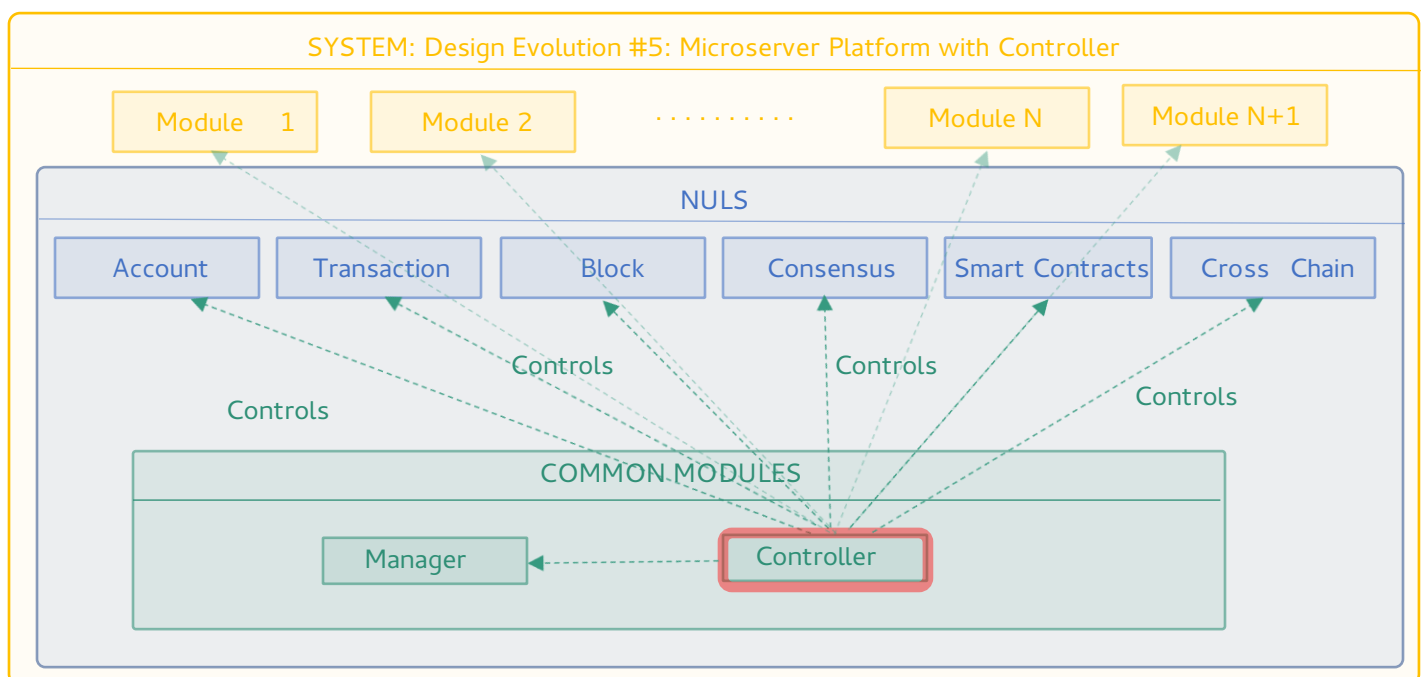 SYSTEM: Design Evolution #5: Microserver Platform with Controller
Module 1
Module 2
. . . . . . . . . .
Module N
Module N+1
NULS
Account
Transaction
Block
Consensus
Smart Contracts
Cross Chain
Controls
Controls
Controls
Controls
COMMON MODULES
Manager
Controller